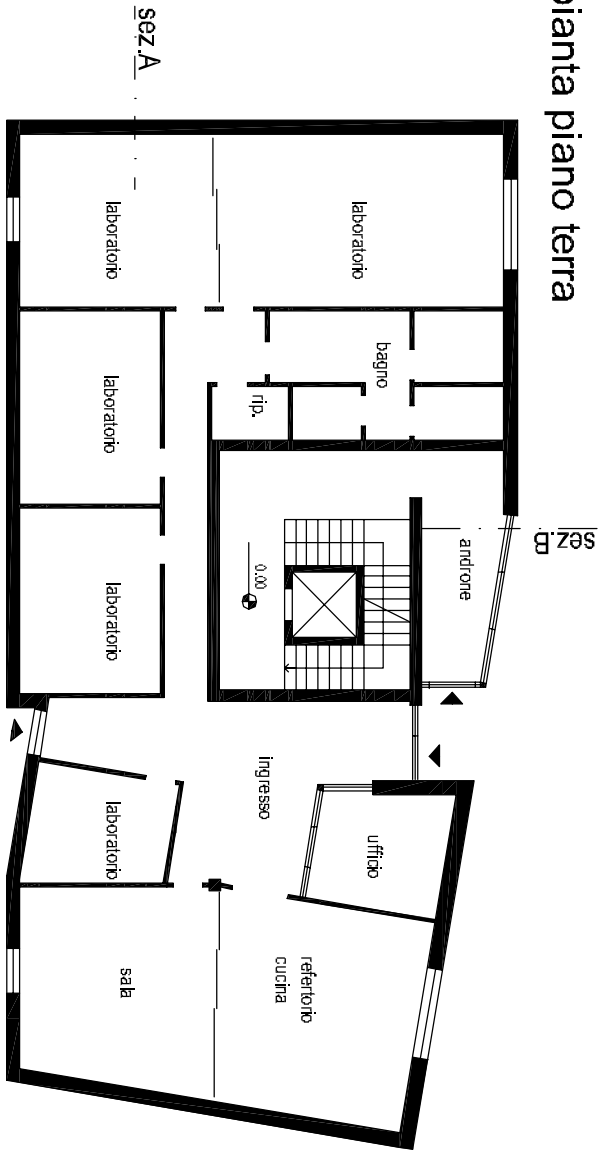 pianta piano terra
sez.B
androne
bagno
ufficio
laboratorio
refertorio
cucina
rip.
0.00
ingresso
sez.A
laboratorio
laboratorio
laboratorio
laboratorio
sala